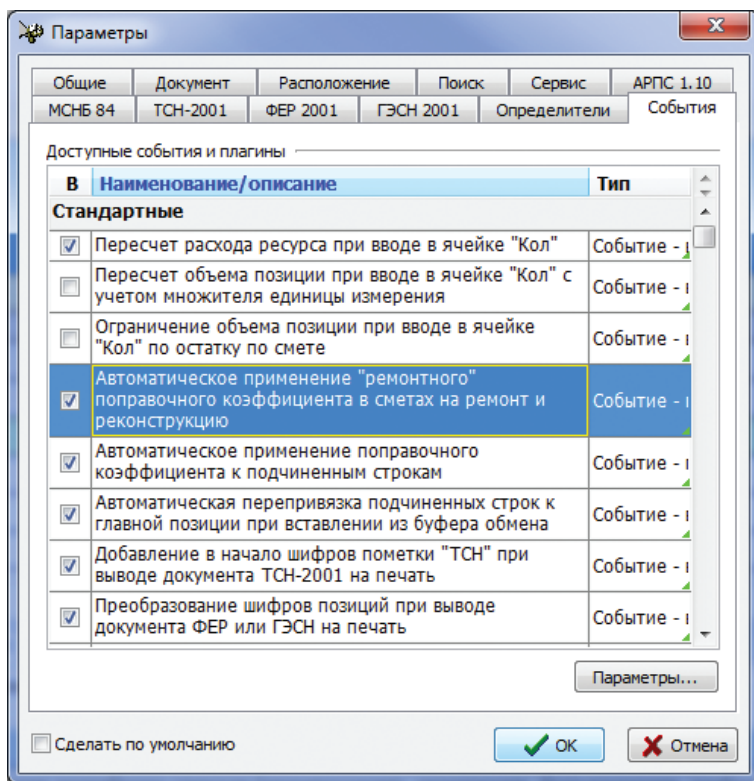 Параметры
Общие Документ Расположение Поиск Сервис АРПС 1.10
МСНБ 84 ТСН-2001 ФЕР 2001 ГЭСН 2001 Определители События
Доступные события и плагины
В Наименование/описание Тип
Стандартные
Пересчет расхода ресурса при вводе в ячейке "Кол" Событие -
Пересчет объема позиции при вводе в ячейке "Кол" с
учетом множителя единицы измерения
Событие -
Ограничение объема позиции при вводе в ячейке
"Кол" по остатку по смете
Событие -
Автоматическое применение "ремонтного"
поправочного коэффициента в сметах на ремонт и
реконструкцию
Событие -
Автоматическое применение поправочного
коэффициента к подчиненным строкам
Событие -
Автоматическая перепривязка подчиненных строк к
главной позиции при вставлении из буфера обмена
Событие -
Добавление в начало шифров пометки "ТСН" при
выводе документа ТСН-2001 на печать
Событие -
Преобразование шифров позиций при выводе
документа ФЕР или ГЭСН на печать
Событие -
Параметры...
Сделать по умолчанию OK Отмена